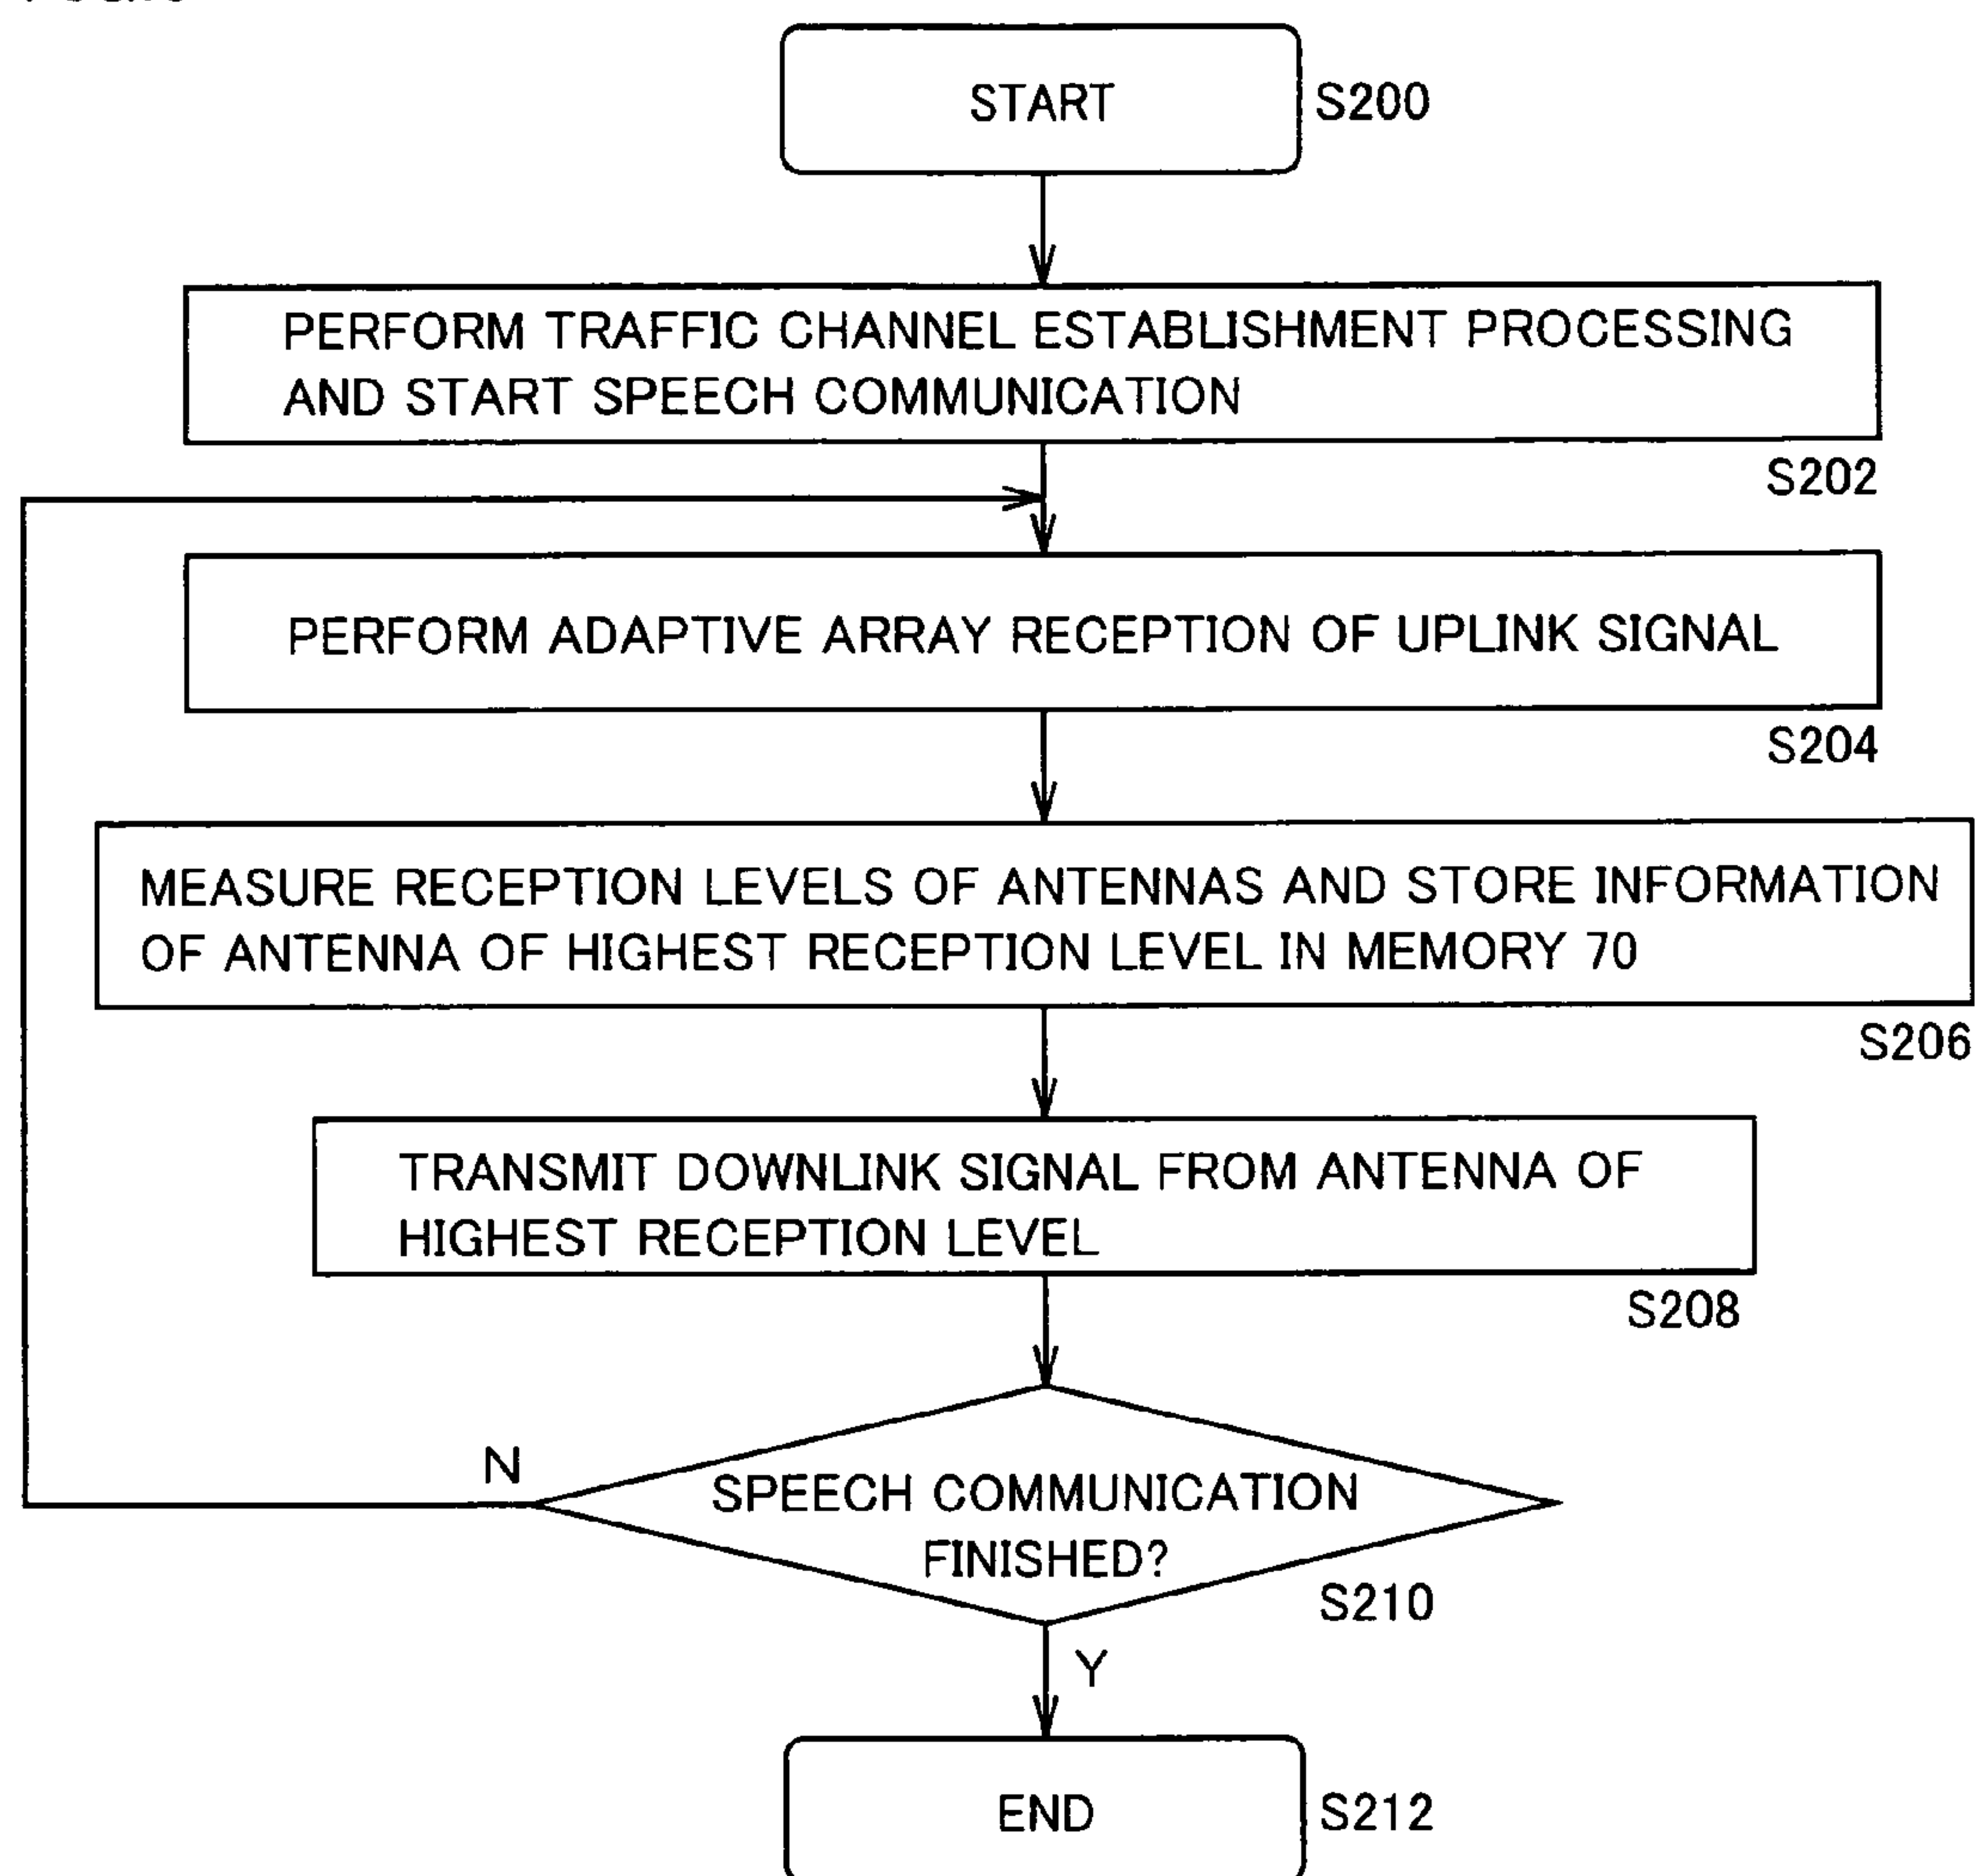 START
S200
PERFORM TRAFFIC CHANNEL ESTABLISHMENT PROCESSING
AND START SPEECH COMMUNICATION
S202
PERFORM ADAPTIVE ARRAY RECEPTION OF UPLINK SIGNAL
S204
MEASURE RECEPTION LEVELS OF ANTENNAS AND STORE INFORMATION
OF ANTENNA OF HIGHEST RECEPTION LEVEL IN MEMORY 70
S206
TRANSMIT DOWNLINK SIGNAL FROM ANTENNA OF
HIGHEST RECEPTION LEVEL
S208
N
SPEECH COMMUNICATION
FINISHED?
S210
Y
END
S212